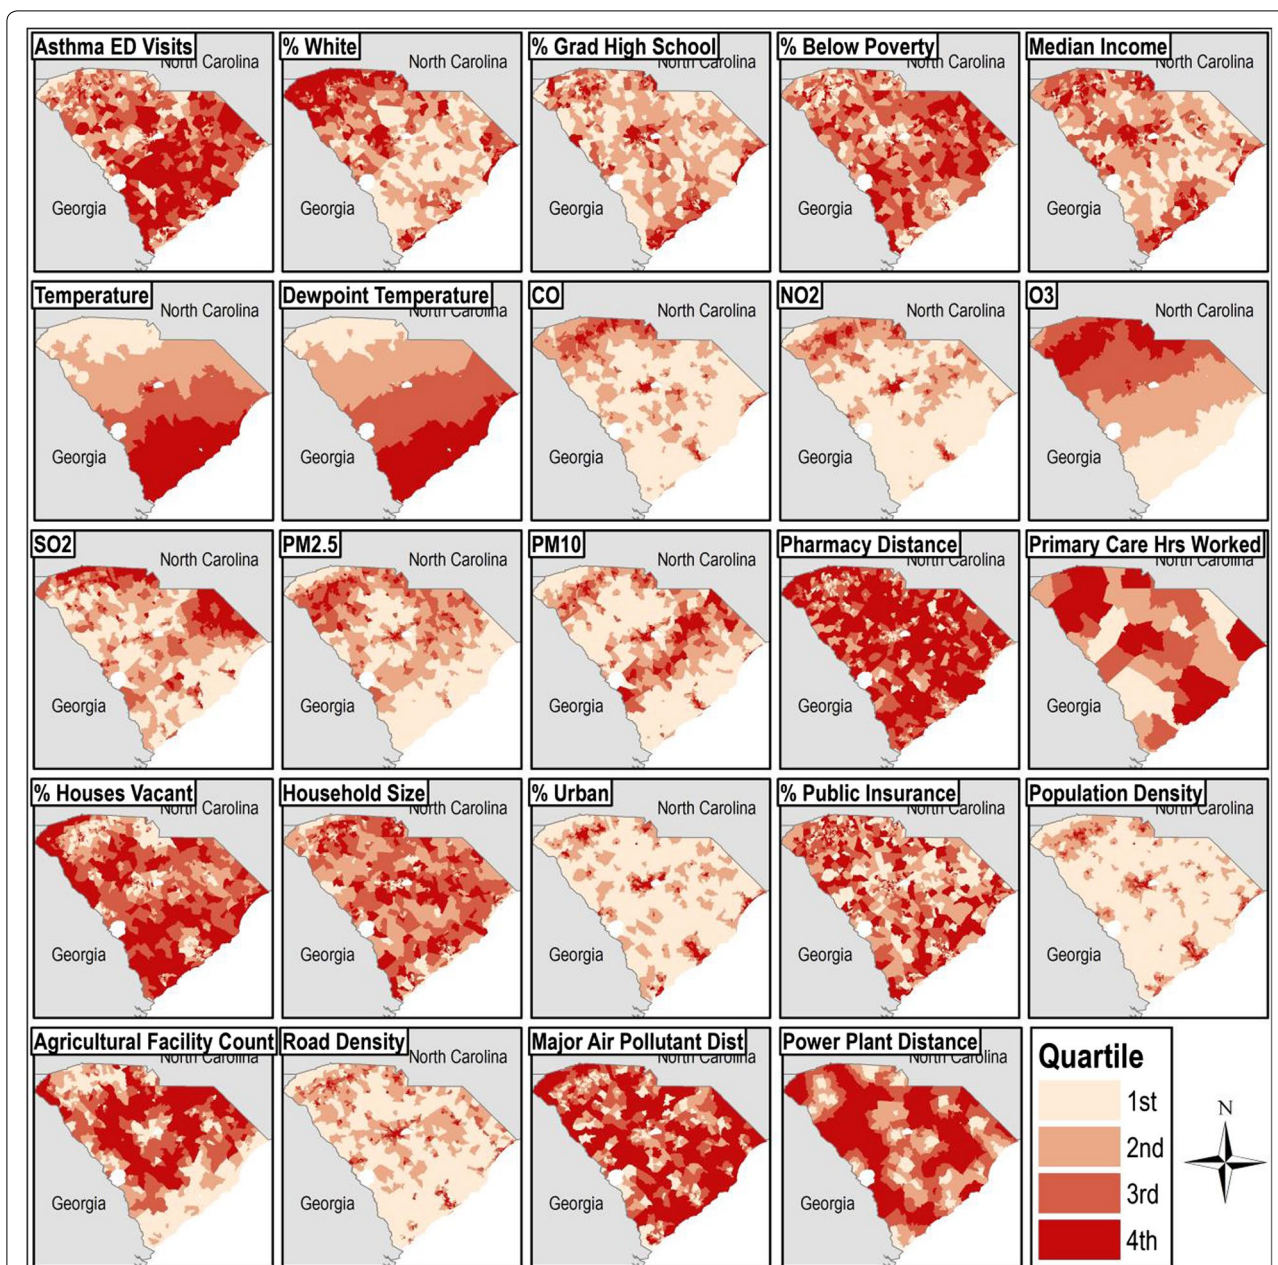 Asthma ED Visits
North Carolina
Georgia
% White
North Carolina
Georgia
% Grad High School
North Carolina
Georgia
% Below Poverty
North Carolina
Georgia
Median Income
North Carolina
Georgia
Temperature
North Carolina
Georgia
Dewpoint Temperature
North Carolina
Georgia
CO
North Carolina
Georgia
NO2
North Carolina
Georgia
O3
North Carolina
Georgia
SO2
North Carolina
Georgia
PM2.5
North Carolina
Georgia
PM10
North Carolina
Georgia
Pharmacy Distance
North Carolina
Georgia
Primary Care Hrs Worked
North Carolina
Georgia
% Houses Vacant
North Carolina
Georgia
Household Size
North Carolina
Georgia
% Urban
North Carolina
Georgia
% Public Insurance
North Carolina
Georgia
Population Density
North Carolina
Georgia
Agricultural Facility Count
North Carolina
Georgia
Road Density
North Carolina
Georgia
Major Air Pollutant Dist
North Carolina
Georgia
Power Plant Distance
North Carolina
Georgia
Quartile
1st
2nd
3rd
4th
N